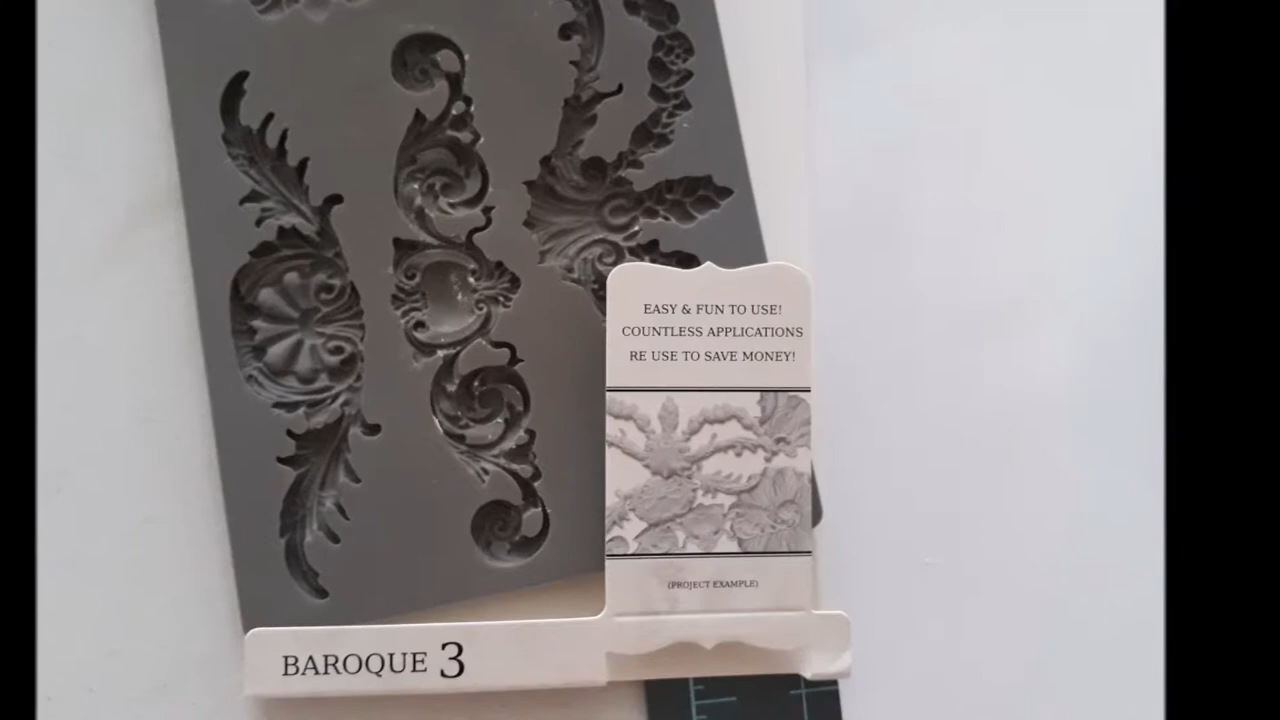 EASY & FUN TO USE!
COUNTLESS APPLICATIONS
RE USE TO SAVE MONEY!
(PROJECT EXAMPLE)
BAROQUE 3